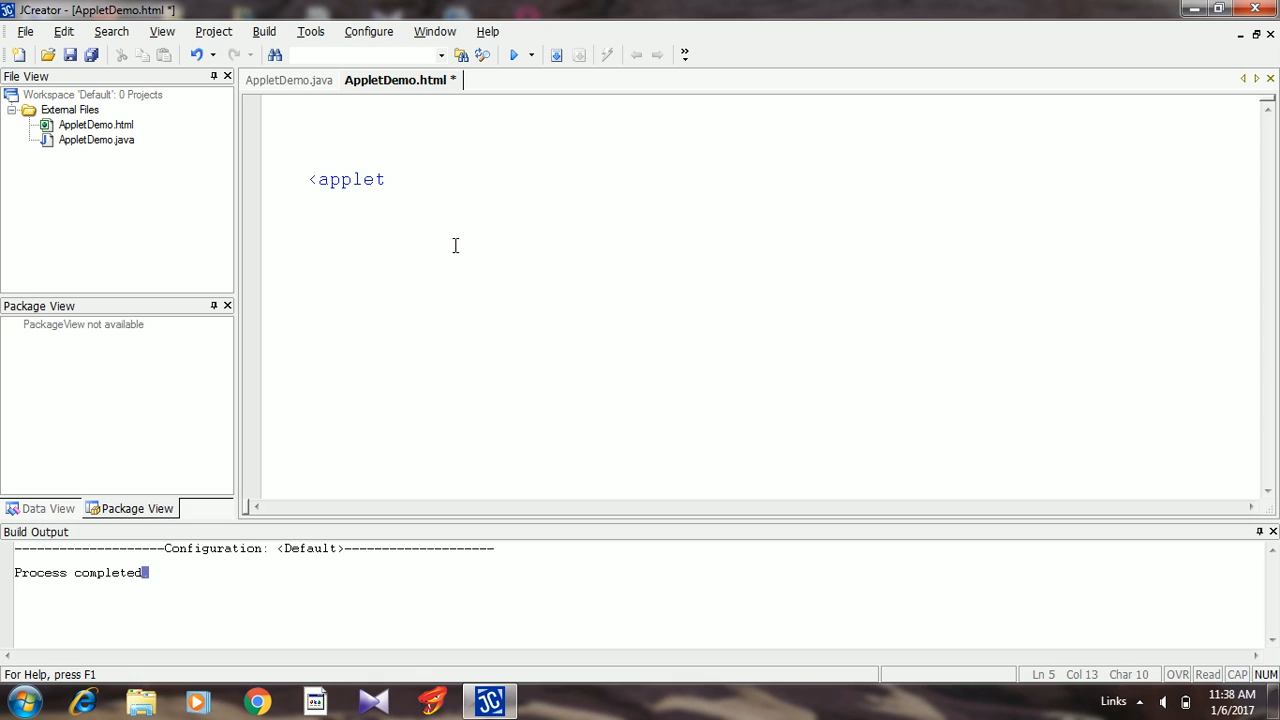 JCreator - [AppletDemo.html *]
File Edit Search View Project Build Tools Configure Window Help
File View
AppletDemo.java AppletDemo.html *
Workspace 'Default': 0 Projects
External Files
AppletDemo.html
AppletDemo.java
<applet
Package View
PackageView not available
Data View Package View
Build Output
--------------------Configuration: <Default>--------------------
Process completed.
For Help, press F1
Ln 5 Col 13 Char 10 OVR Read CAP NUM
JC
Links
11:38 AM
1/6/2017